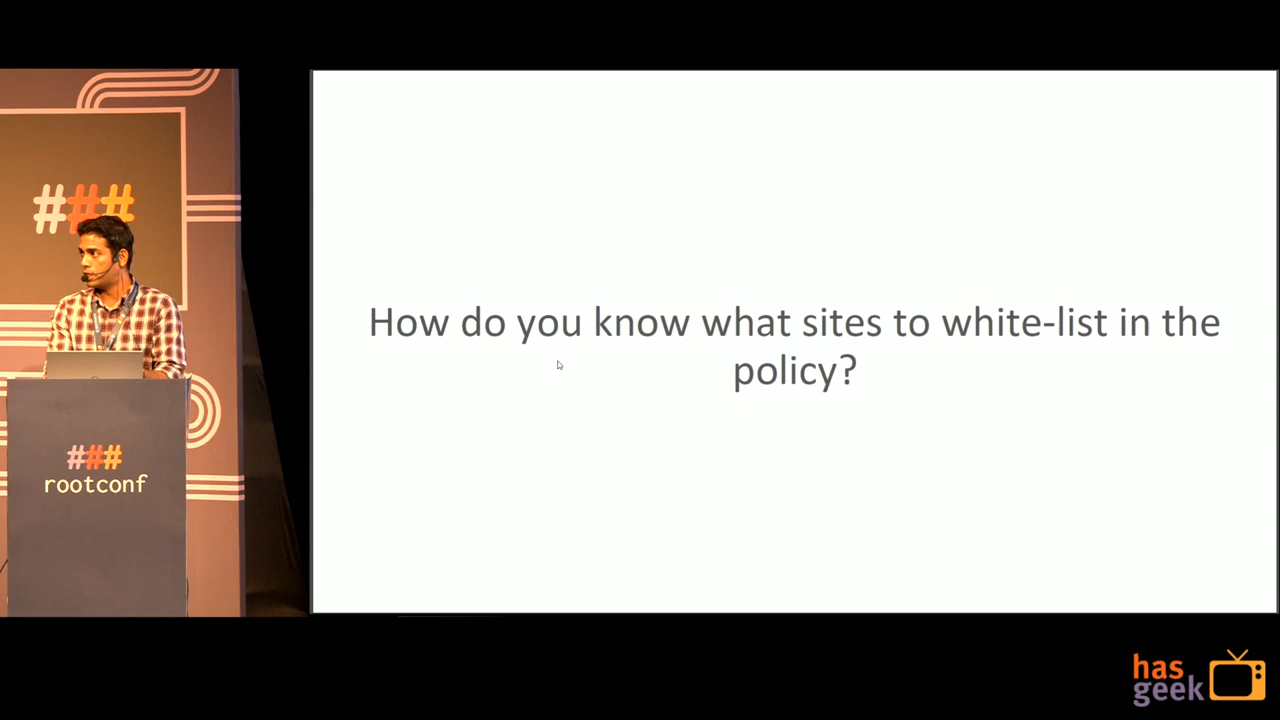 ###
How do you know what sites to white-list in the
policy?
###
rootconf
has
geek